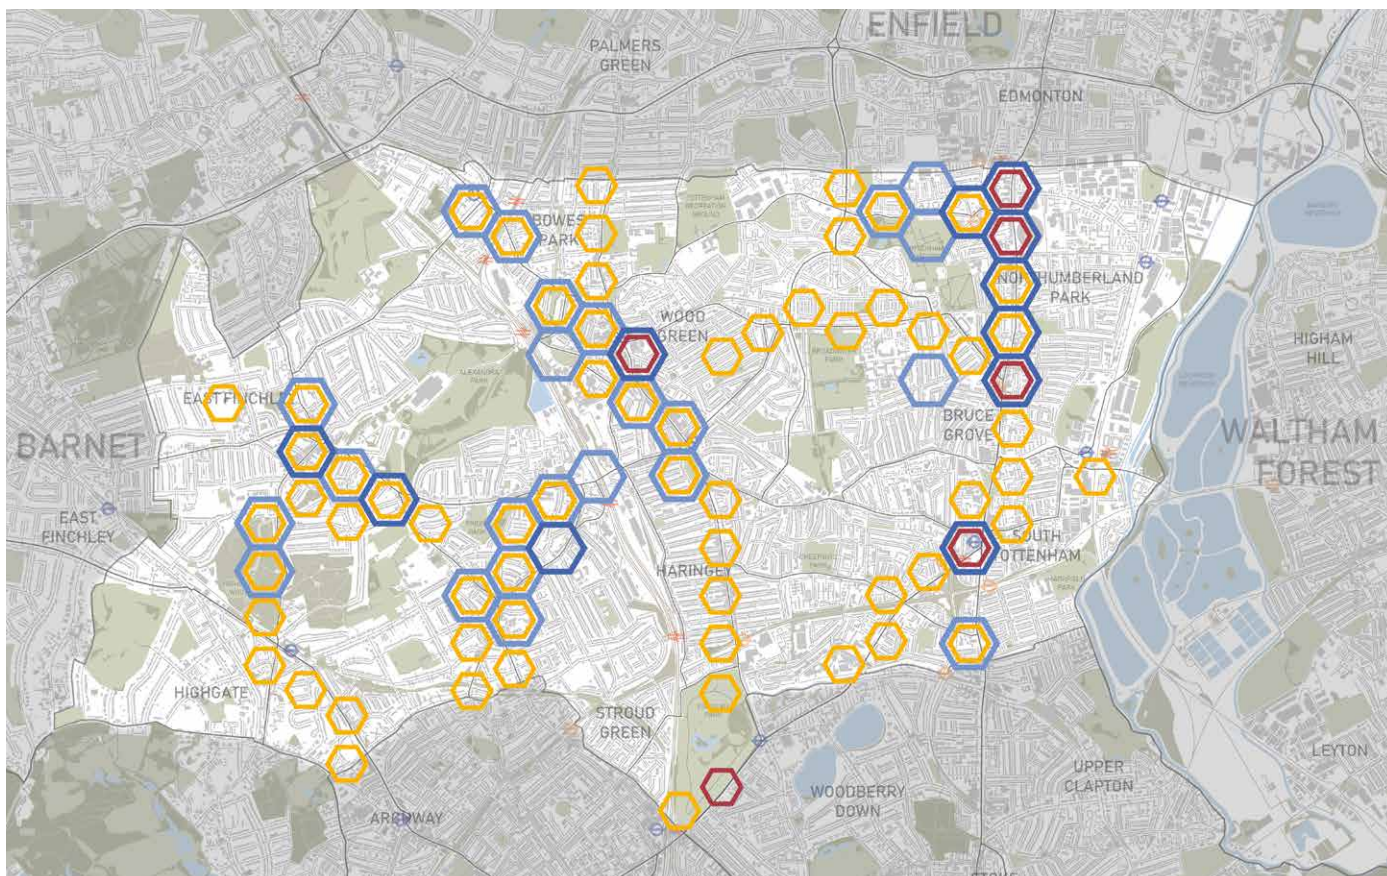 ENFIELD
PALMERS
GREEN
EDMONTON
BOWES
PARK
NORTHUMBERLAND
PARK
WOOD
GREEN
HIGHAM
HILL
EAST FINCHLEY
BRUCE
GROVE
BARNET
WALTHAM
FOREST
EAST
FINCHLEY
SOUTH
TOTTENHAM
HARINGEY
HIGHGATE
STROUD
GREEN
LEYTON
UPPER
CLAPTON
WOODBERRY
DOWN
ARCHWAY